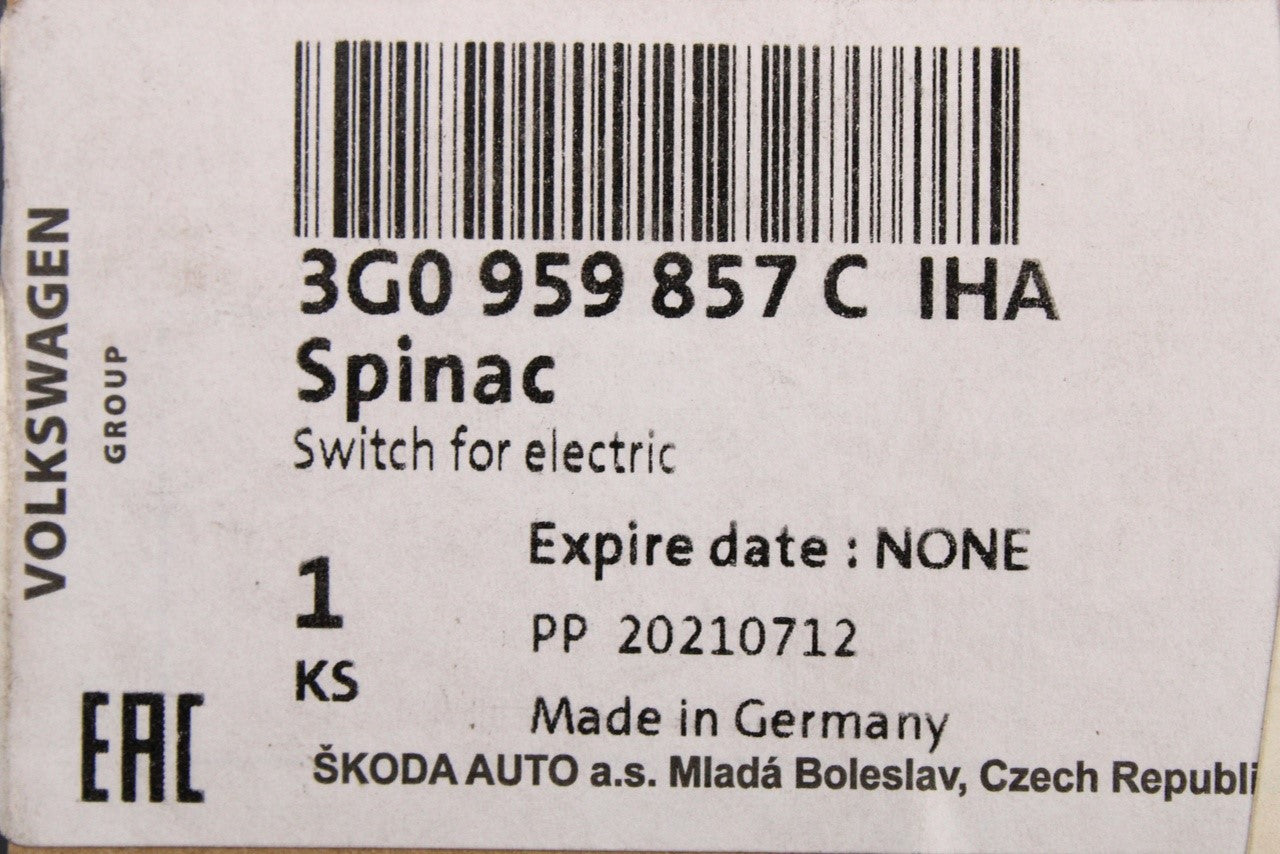 3G0 959 857 C IHA
Spinac
Switch for electric
Expire date : NONE
1
PP 20210712
KS
Made in Germany
ŠKODA AUTO a.s. Mladá Boleslav, Czech Republi
VOLKSWAGEN
GROUP
EAC